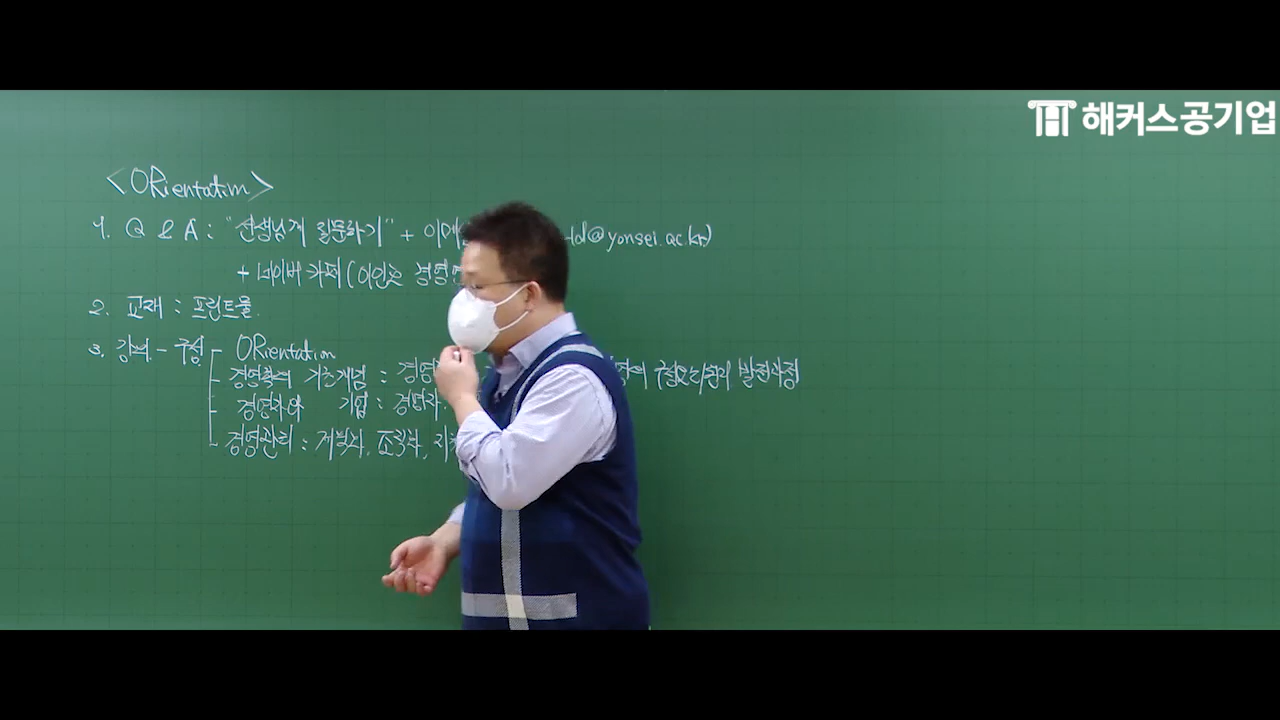 해커스공기업
<ORientation>
1. Q & A : "선생님께 질문하기" + 이메 ld@yonsei.ac.kr)
+ 네이버 카페 (이인호 경영연
2. 교재 : 프린트물.
3. 강의 - 구성 ORientation
경영학의 기초개념 : 경영 발전과정
경영자와 기업 : 경영자.
경영관리 : 계획화, 조직화, 지